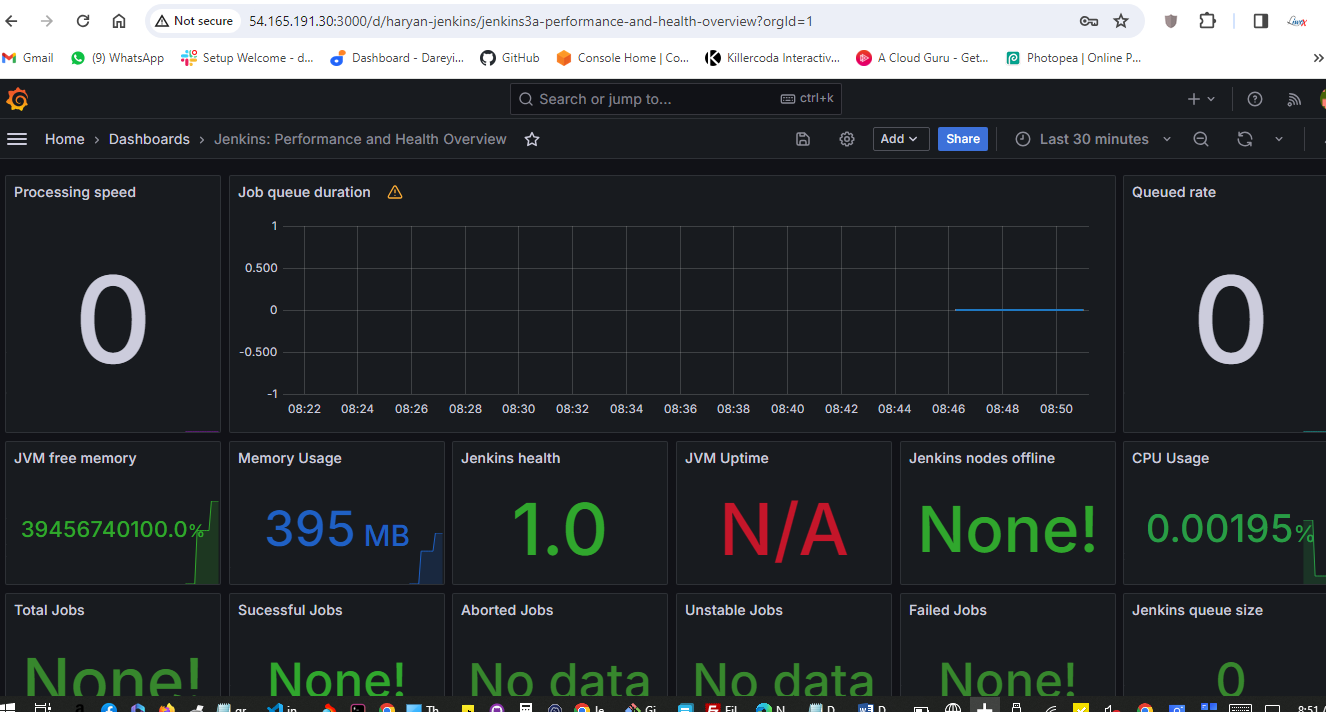 Not secure 54.165.191.30:3000/d/haryan-jenkins/jenkins3a-performance-and-health-overview?orgId=1
Gmail (9) WhatsApp Setup Welcome - d... Dashboard - Dareyi... GitHub Console Home | Co... Killercoda Interactiv... A Cloud Guru - Get... Photopea | Online P... »
Search or jump to... ctrl+k
Home › Dashboards › Jenkins: Performance and Health Overview Add Share Last 30 minutes
Processing speed
0
Job queue duration
1
0.500
0
-0.500
-1
08:22 08:24 08:26 08:28 08:30 08:32 08:34 08:36 08:38 08:40 08:42 08:44 08:46 08:48 08:50
Queued rate
0
JVM free memory
39456740100.0%
Memory Usage
395 MB
Jenkins health
1.0
JVM Uptime
N/A
Jenkins nodes offline
None!
CPU Usage
0.00195%
Total Jobs
None!
Sucessful Jobs
None!
Aborted Jobs
No data
Unstable Jobs
No data
Failed Jobs
None!
Jenkins queue size
0